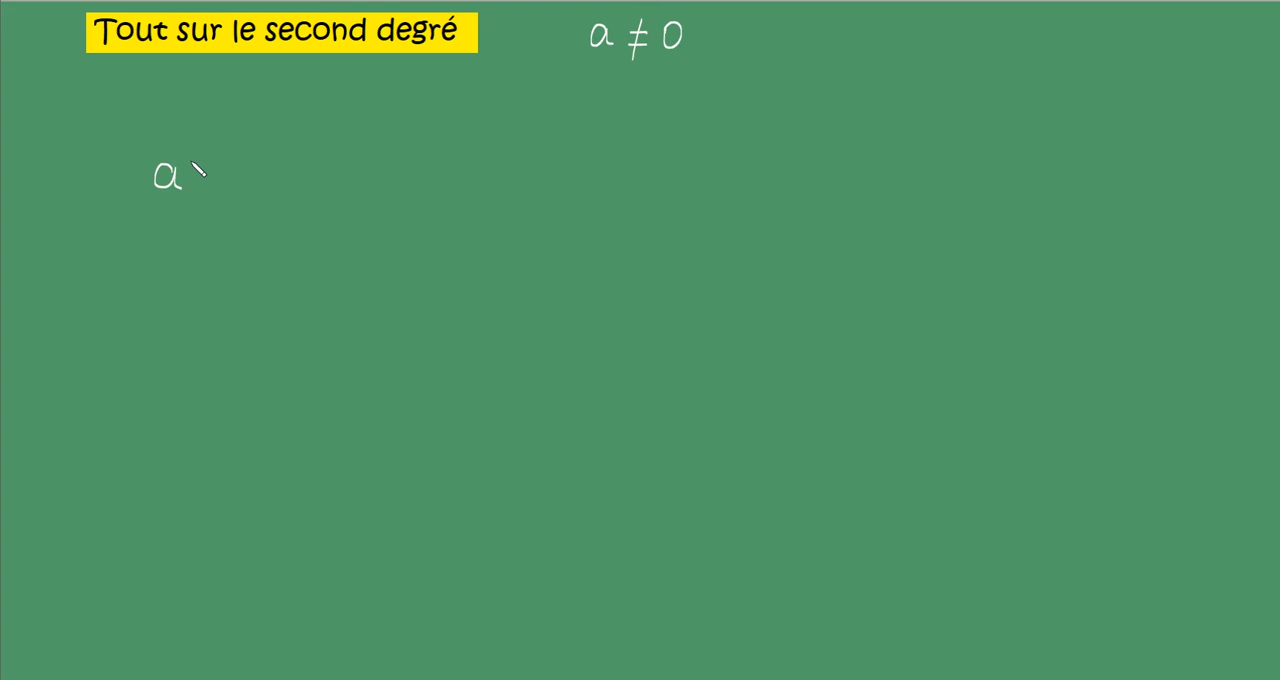 Tout sur le second degré a ≠ 0
a